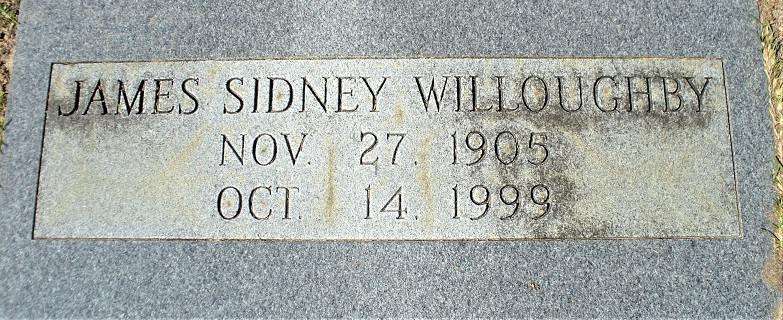 JAMES SIDNEY WILLOUGHBY
NOV. 27, 1905
OCT. 14, 1999